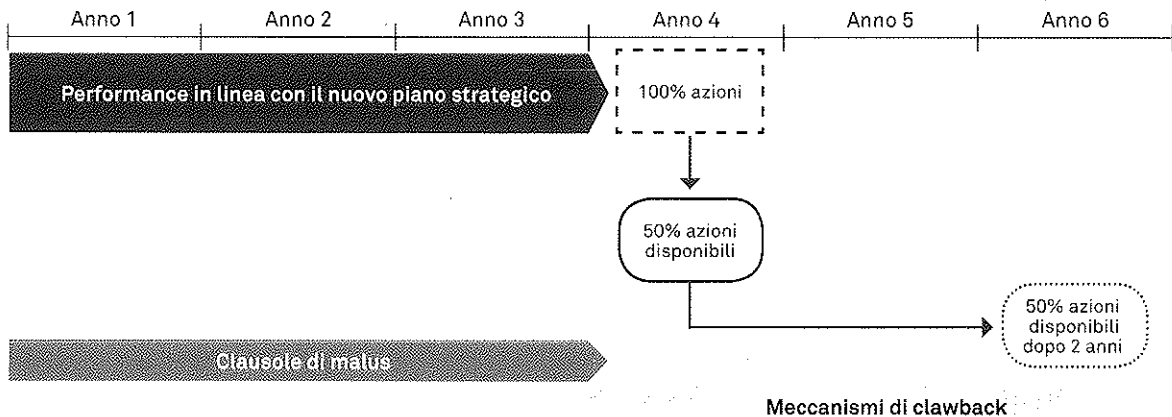 Anno 1 Anno 2 Anno 3 Anno 4 Anno 5 Anno 6
Performance in linea con il nuovo piano strategico
100% azioni
50% azioni
disponibili
50% azioni
disponibili
dopo 2 anni
Clausole di malus
Meccanismi di clawback